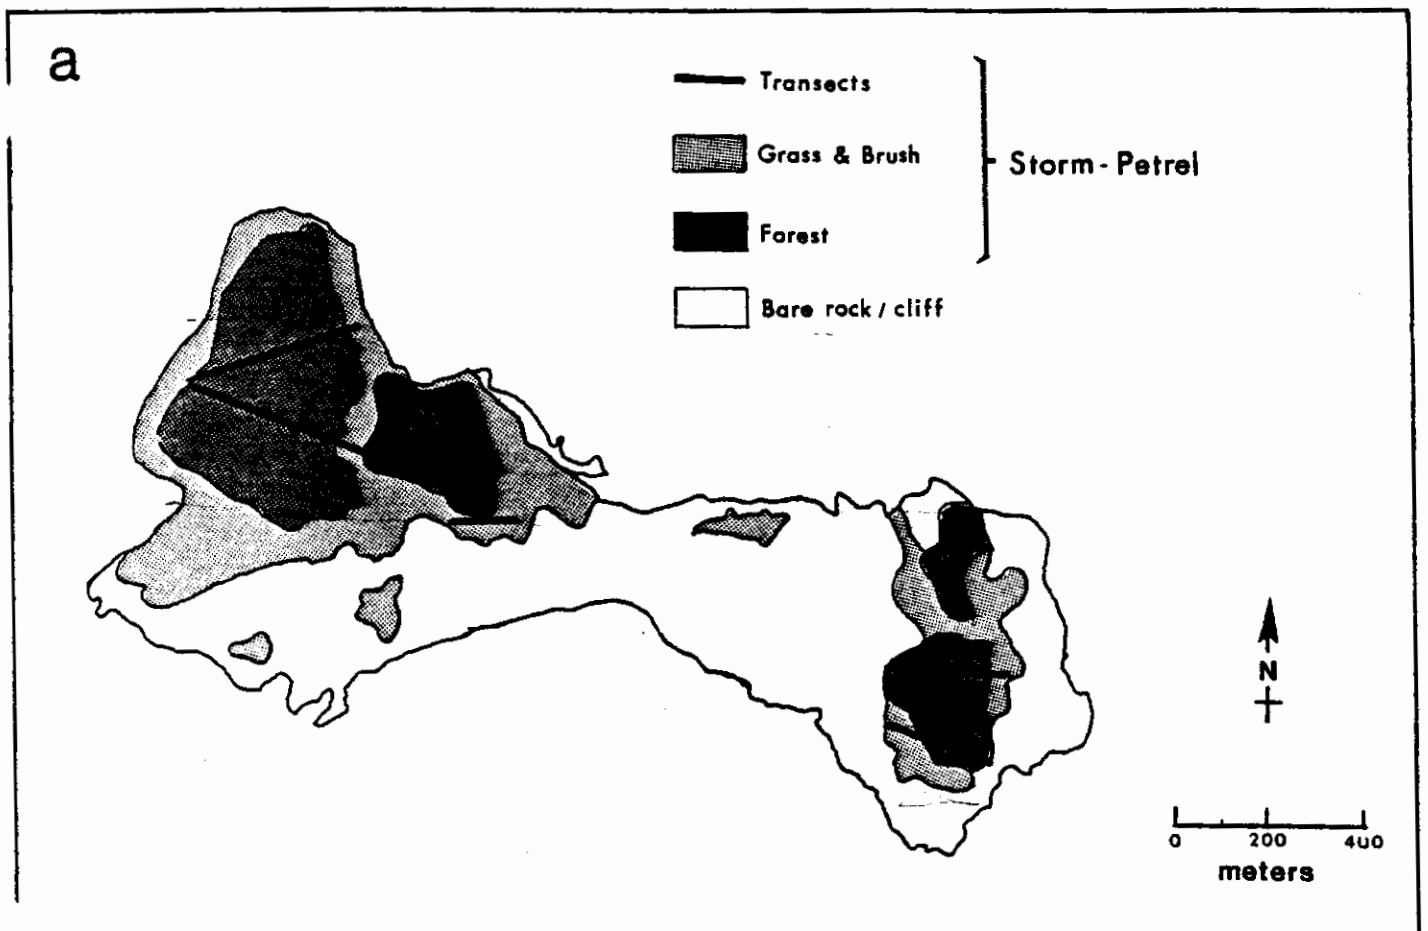 a
Transects
Grass & Brush
Storm-Petrel
Forest
Bare rock / cliff
N
0 200 400
meters